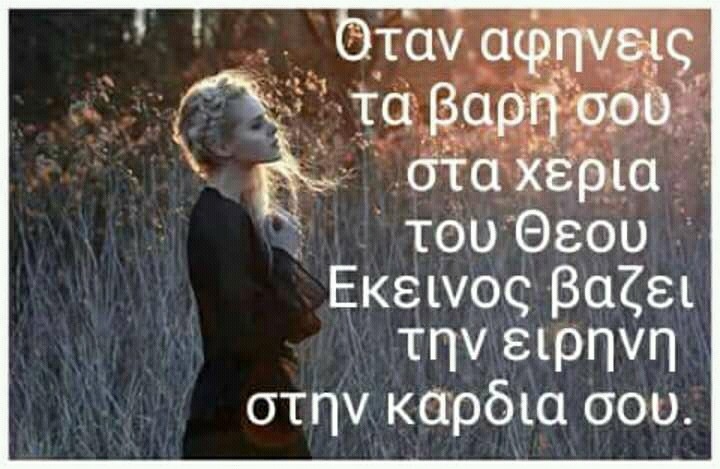 Οταν αφηνεις
τα βαρη σου
στα χερια
του Θεου
Εκεινος βαζει
την ειρηνη
στην καρδια σου.